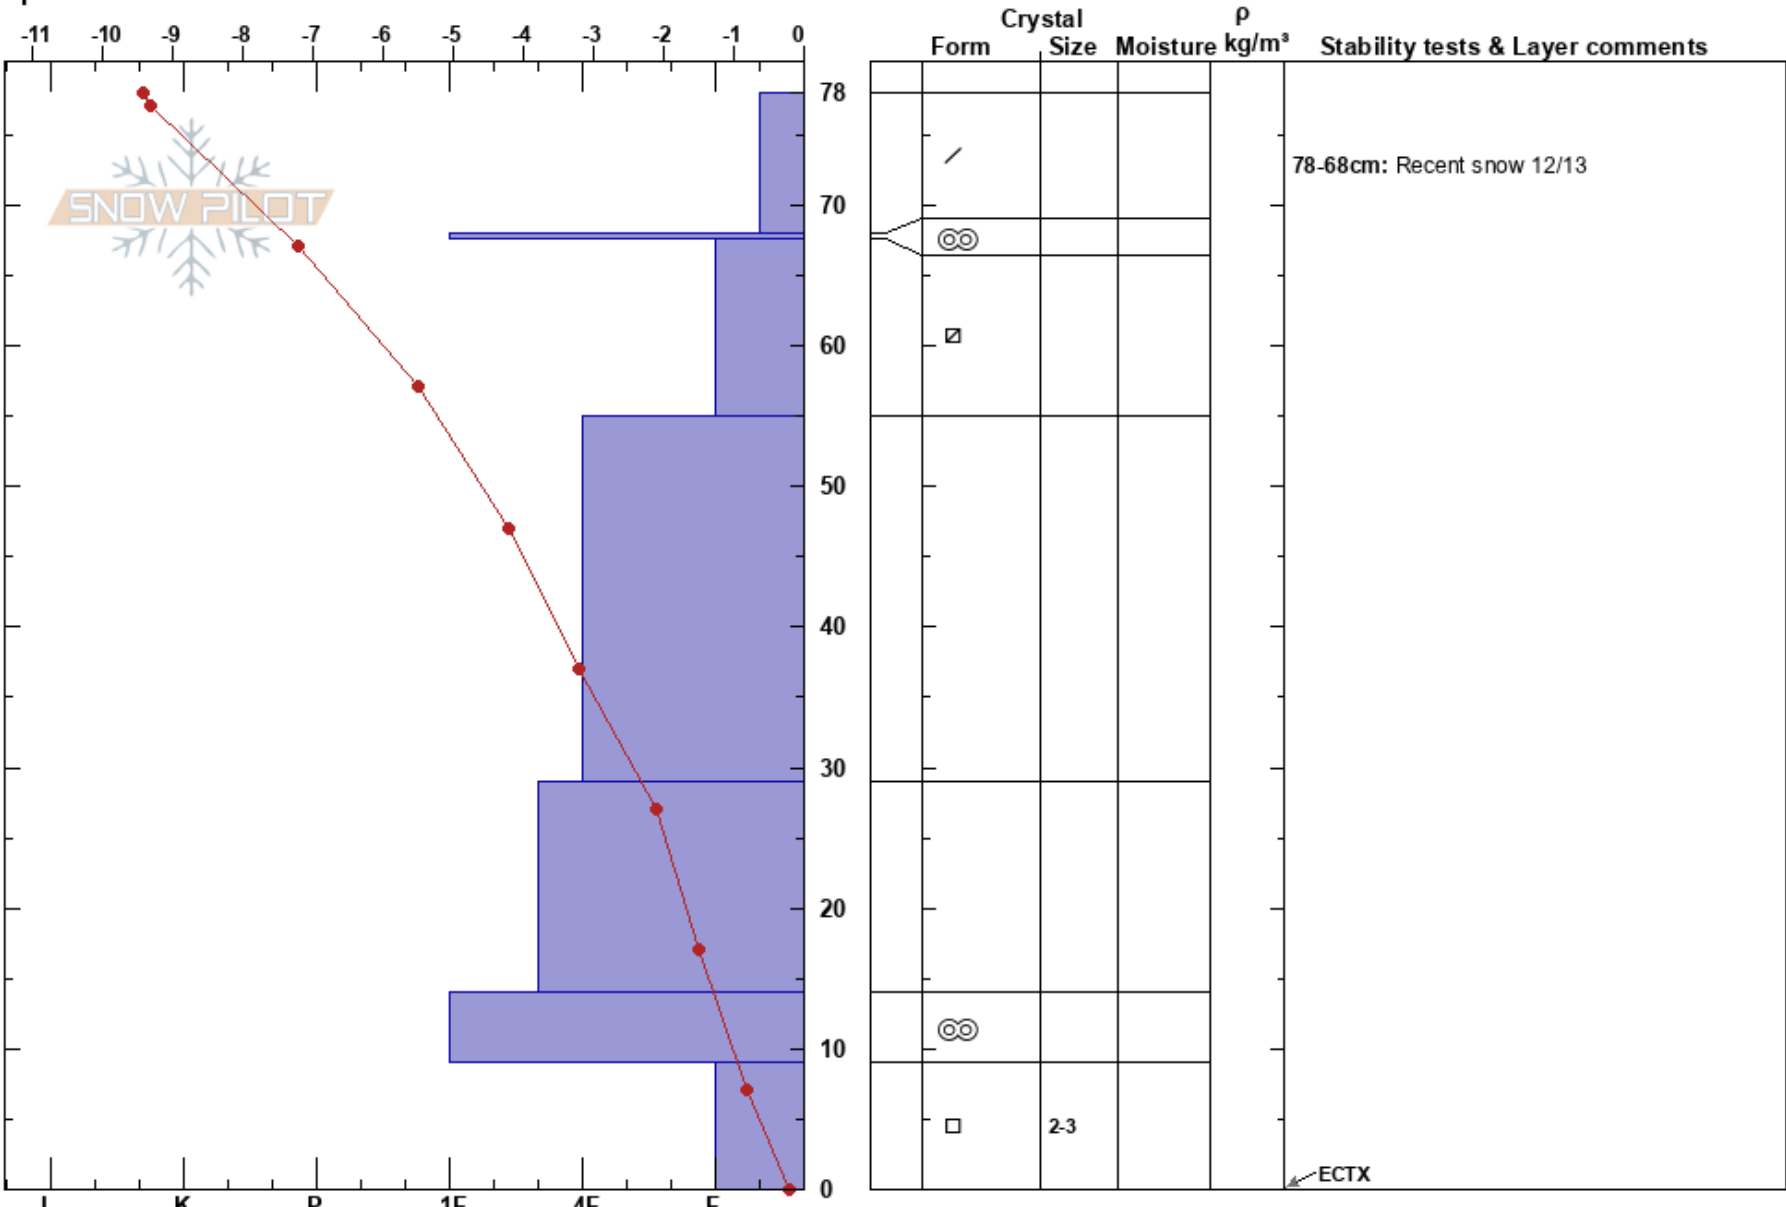 Crystal ρ
-11 -10 -9 -8 -7 -6 -5 -4 -3 -2 -1 0
Form Size Moisture kg/m³ Stability tests & Layer comments
78
78-68cm: Recent snow 12/13
SNOW PILOT
70
60
50
40
30
20
10
2-3
ECTX
0
I K P 1F 4F F